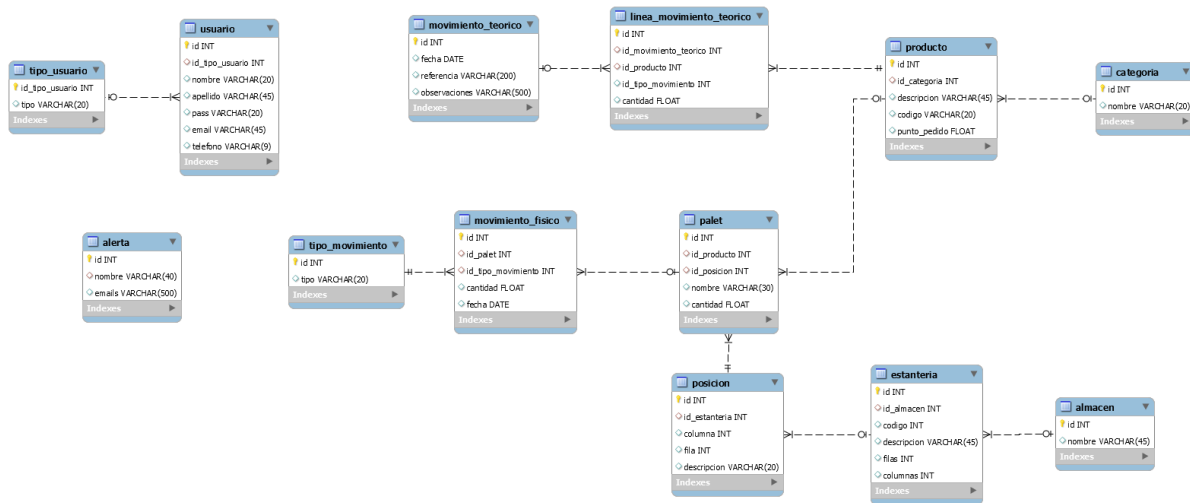 tipo_usuario
id_tipo_usuario INT
tipo VARCHAR(20)
Indexes
usuario
id INT
id_tipo_usuario INT
nombre VARCHAR(20)
apellido VARCHAR(45)
pass VARCHAR(20)
email VARCHAR(45)
telefono VARCHAR(9)
Indexes
movimiento_teorico
id INT
fecha DATE
referencia VARCHAR(200)
observaciones VARCHAR(500)
Indexes
linea_movimiento_teorico
id INT
id_movimiento_teorico INT
id_producto INT
id_tipo_movimiento INT
cantidad FLOAT
Indexes
producto
id INT
id_categoria INT
descripcion VARCHAR(45)
codigo VARCHAR(20)
punto_pedido FLOAT
Indexes
categoria
id INT
nombre VARCHAR(20)
Indexes
alerta
id INT
nombre VARCHAR(40)
emails VARCHAR(500)
Indexes
tipo_movimiento
id INT
tipo VARCHAR(20)
Indexes
movimiento_fisico
id INT
id_palet INT
id_tipo_movimiento INT
cantidad FLOAT
fecha DATE
Indexes
palet
id INT
id_producto INT
id_posicion INT
nombre VARCHAR(30)
cantidad FLOAT
Indexes
posicion
id INT
id_estanteria INT
columna INT
fila INT
descripcion VARCHAR(20)
Indexes
estanteria
id INT
id_almacen INT
codigo INT
descripcion VARCHAR(45)
filas INT
columnas INT
Indexes
almacen
id INT
nombre VARCHAR(45)
Indexes